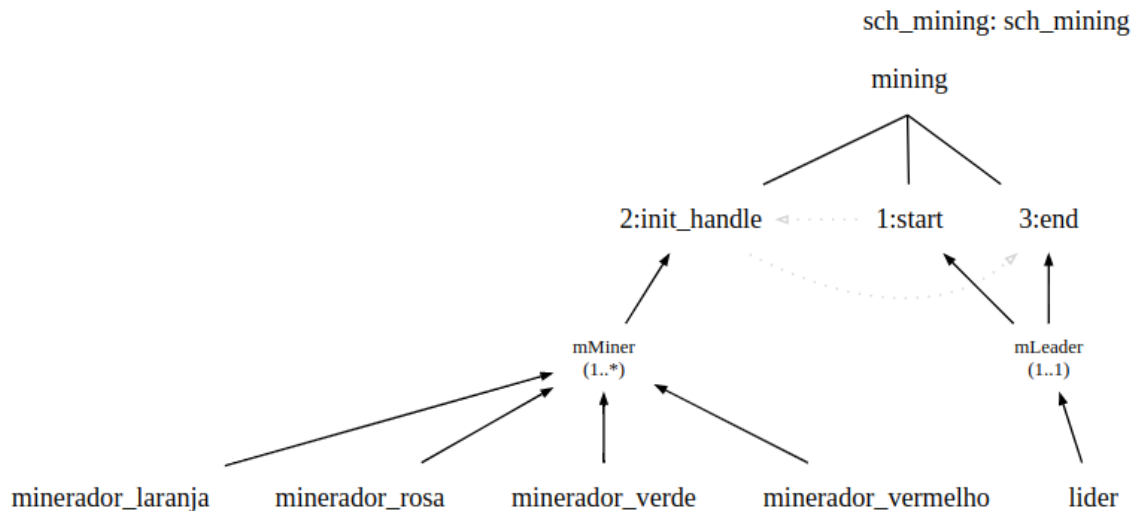 sch_mining: sch_mining
mining
2:init_handle
1:start
3:end
mMiner
(1..*)
mLeader
(1..1)
minerador_laranja
minerador_rosa
minerador_verde
minerador_vermelho
lider